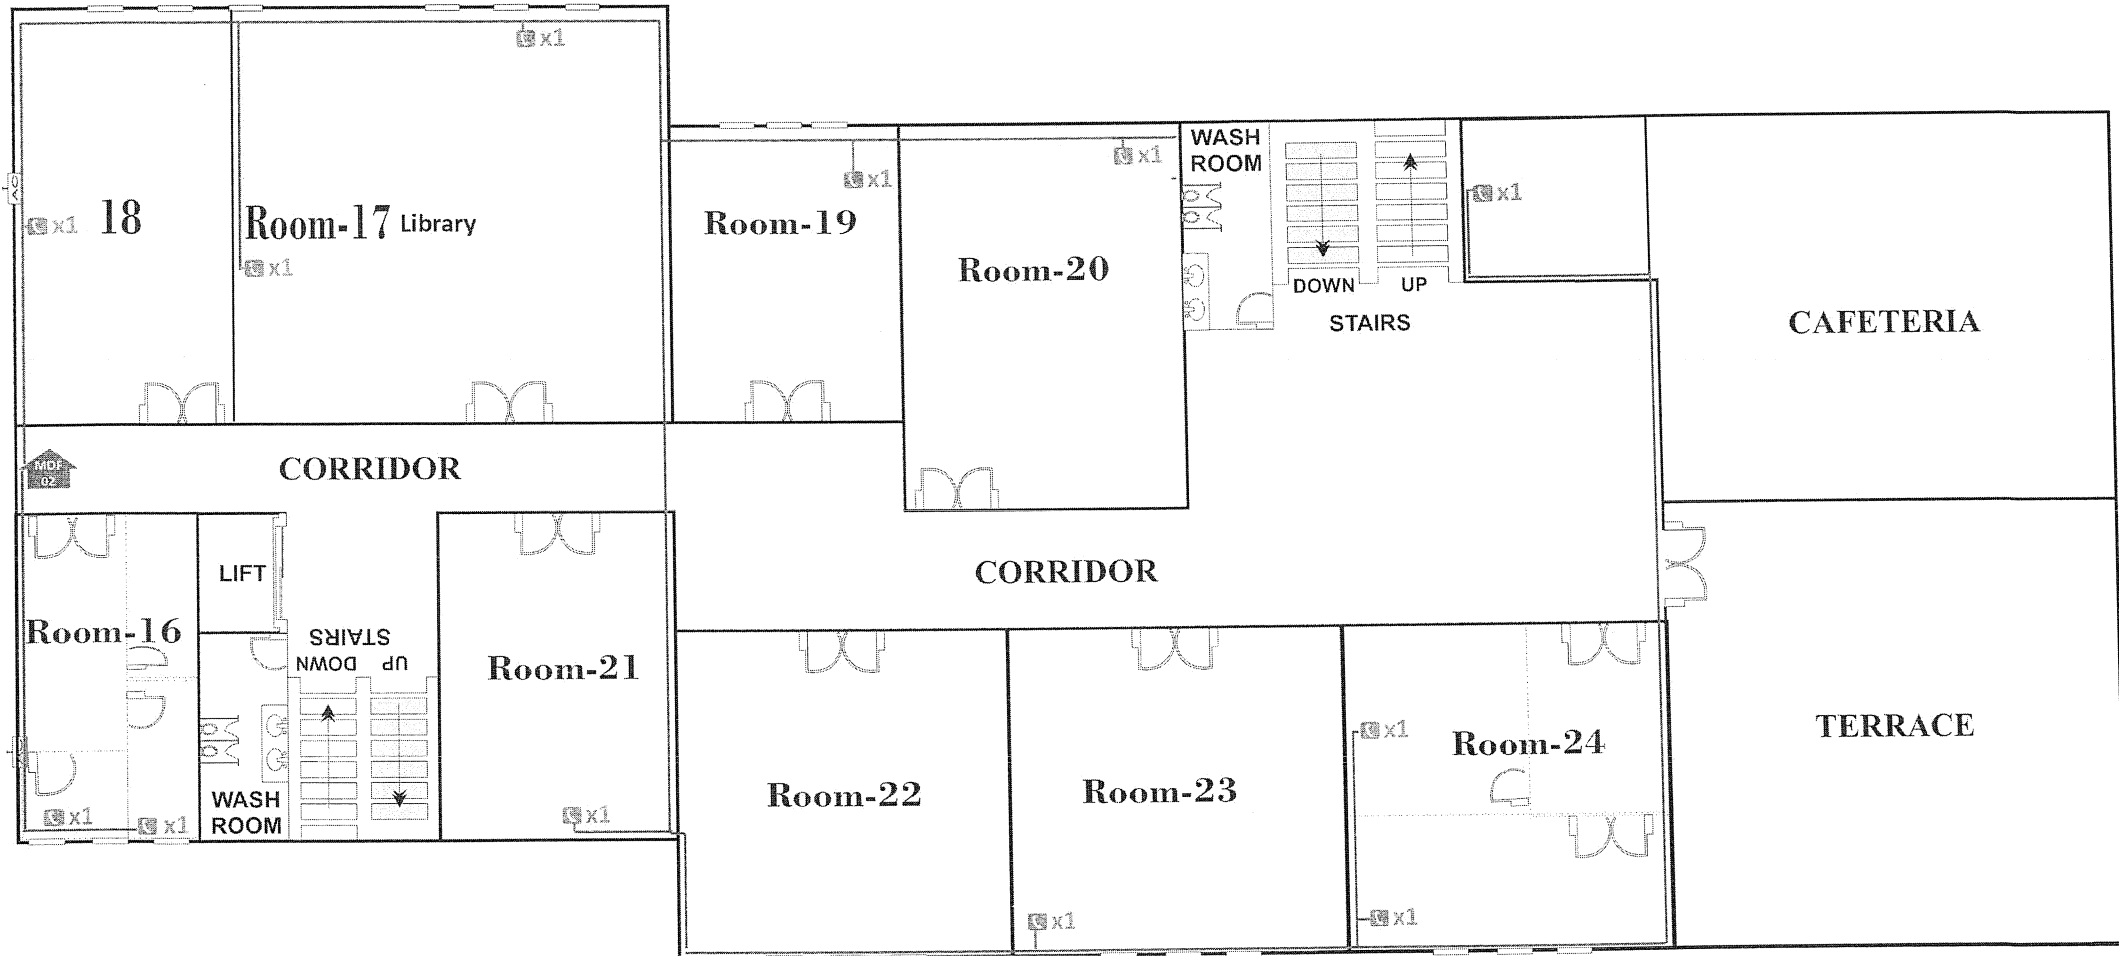 x1
x1
18
Room-17 Library
x1
x1
Room-19
x1
x1
Room-20
WASH
ROOM
DOWN
UP
STAIRS
x1
CAFETERIA
MDF
02
CORRIDOR
CORRIDOR
LIFT
Room-16
STAIRS
DOWN
UP
WASH
ROOM
x1
x1
Room-21
x1
Room-22
Room-23
x1
x1
Room-24
x1
TERRACE